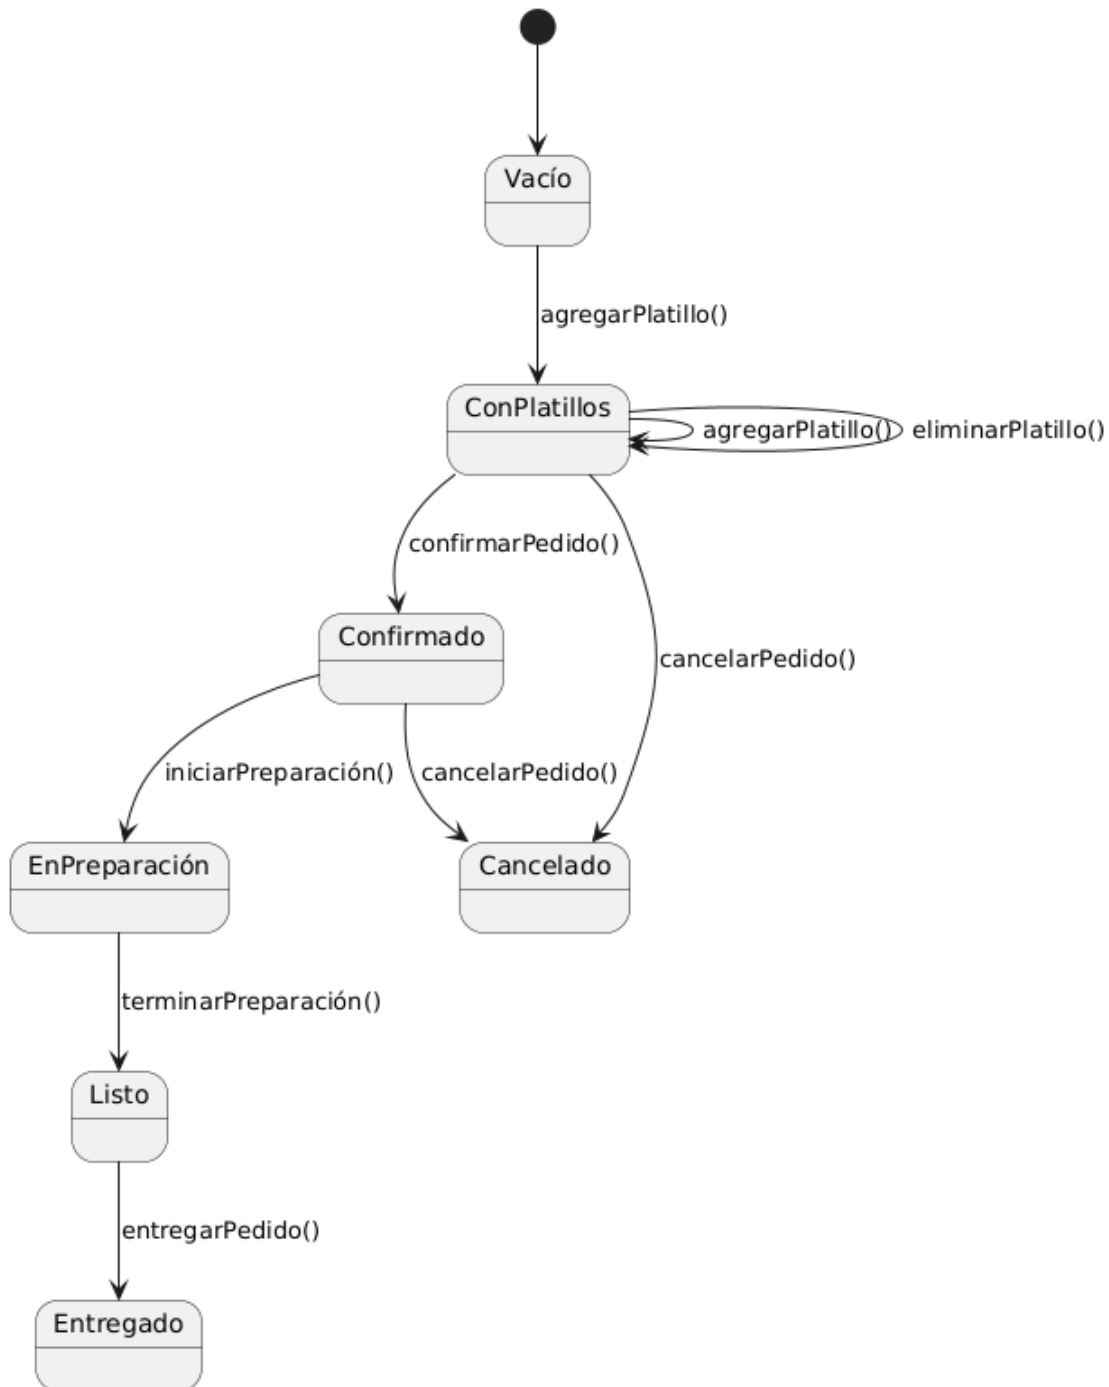 Vacío
agregarPlatillo()
ConPlatillos
agregarPlatillo()
eliminarPlatillo()
confirmarPedido()
Confirmado
cancelarPedido()
iniciarPreparación()
cancelarPedido()
EnPreparación
Cancelado
terminarPreparación()
Listo
entregarPedido()
Entregado